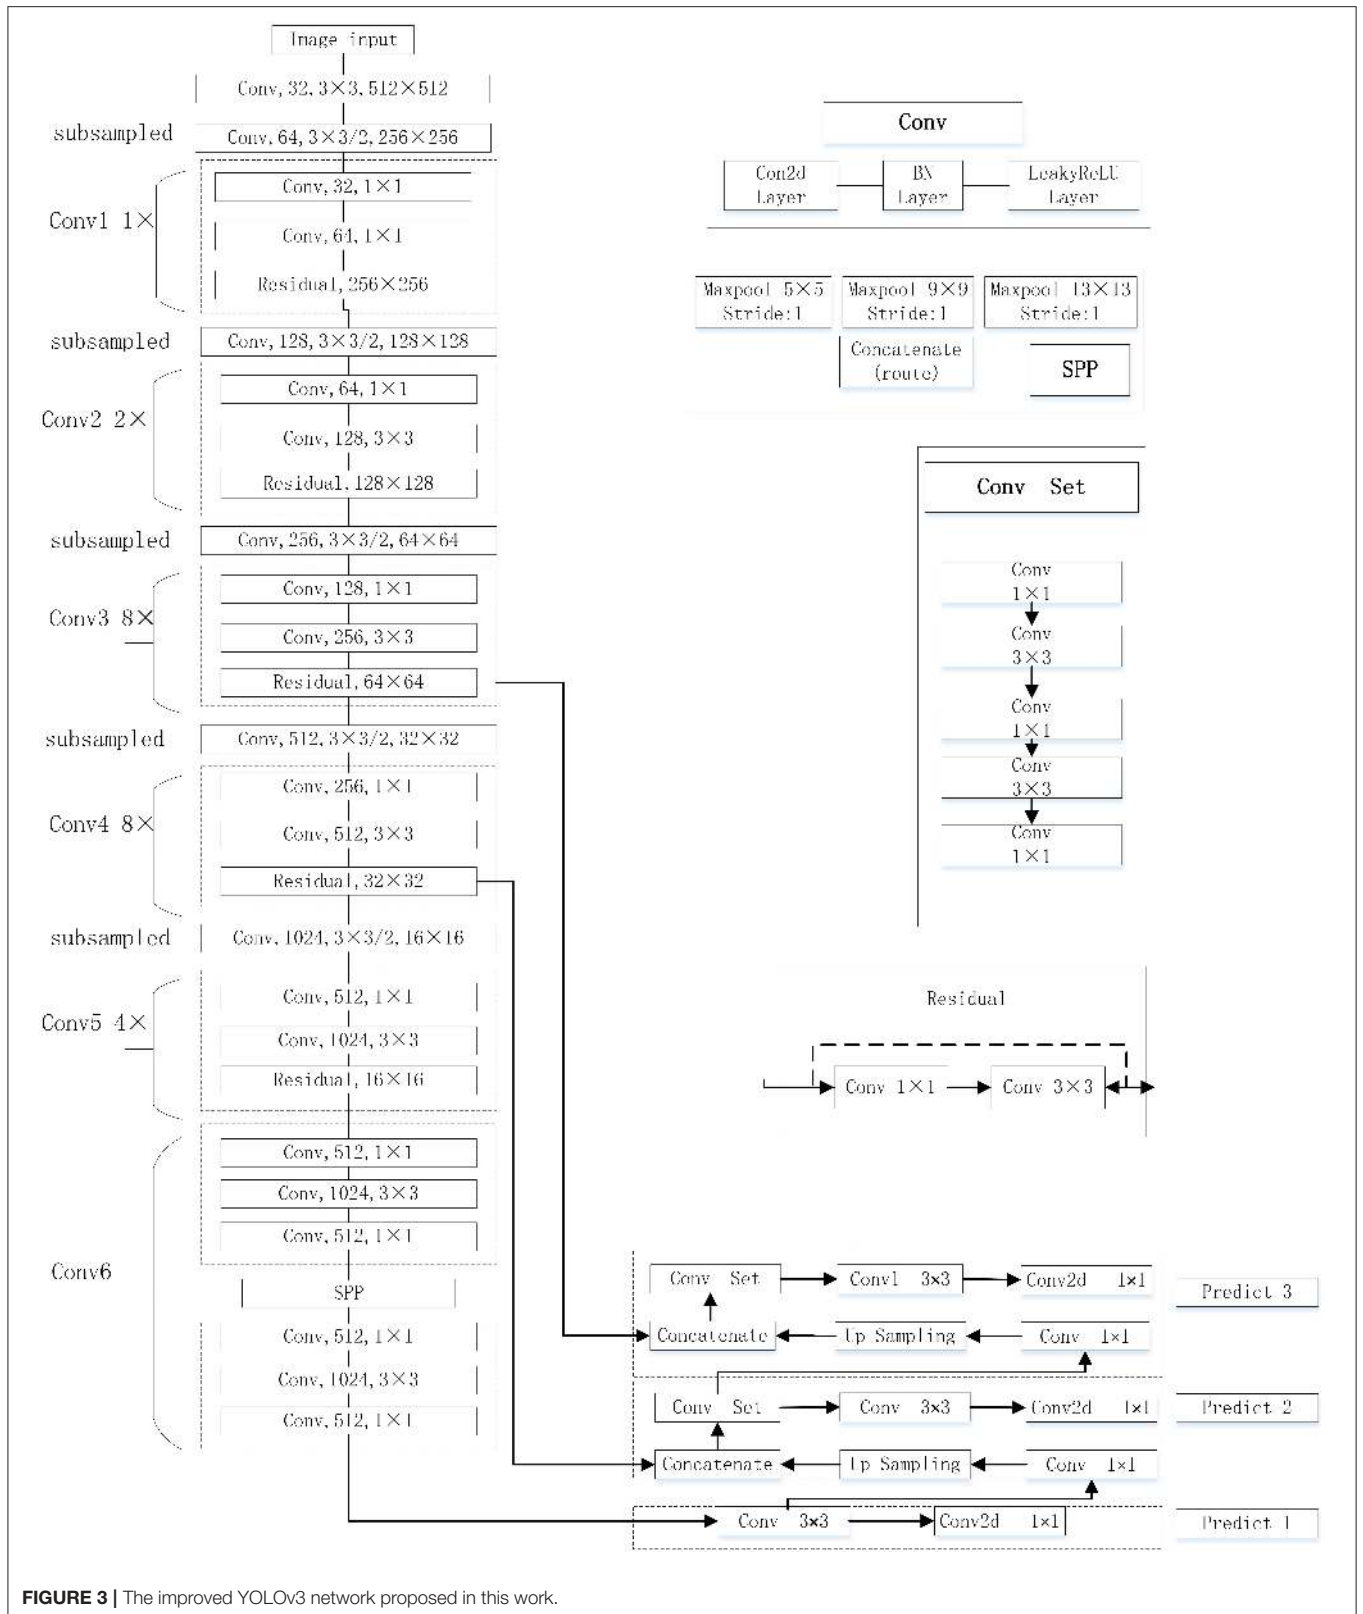 Image input
Conv, 32, 3×3, 512×512
subsampled
Conv, 64, 3×3/2, 256×256
Conv1 1×
Conv, 32, 1×1
Conv, 64, 1×1
Residual, 256×256
subsampled
Conv, 128, 3×3/2, 128×128
Conv2 2×
Conv, 64, 1×1
Conv, 128, 3×3
Residual, 128×128
subsampled
Conv, 256, 3×3/2, 64×64
Conv3 8×
Conv, 128, 1×1
Conv, 256, 3×3
Residual, 64×64
subsampled
Conv, 512, 3×3/2, 32×32
Conv4 8×
Conv, 256, 1×1
Conv, 512, 3×3
Residual, 32×32
subsampled
Conv, 1024, 3×3/2, 16×16
Conv5 4×
Conv, 512, 1×1
Conv, 1024, 3×3
Residual, 16×16
Conv6
Conv, 512, 1×1
Conv, 1024, 3×3
Conv, 512, 1×1
SPP
Conv, 512, 1×1
Conv, 1024, 3×3
Conv, 512, 1×1
Conv
Con2d
Layer
BN
Layer
LeakyReLU
Layer
Maxpool 5×5
Stride:1
Maxpool 9×9
Stride:1
Maxpool 13×13
Stride:1
Concatenate
(route)
SPP
Conv Set
Conv
1×1
Conv
3×3
Conv
1×1
Conv
3×3
Conv
1×1
Residual
Conv 1×1
Conv 3×3
Conv Set
Conv1 3×3
Conv2d 1×1
Predict 3
Concatenate
Up Sampling
Conv 1×1
Conv Set
Conv 3×3
Conv2d 1×1
Predict 2
Concatenate
Up Sampling
Conv 1×1
Conv 3×3
Conv2d 1×1
Predict 1
FIGURE 3 | The improved YOLOv3 network proposed in this work.